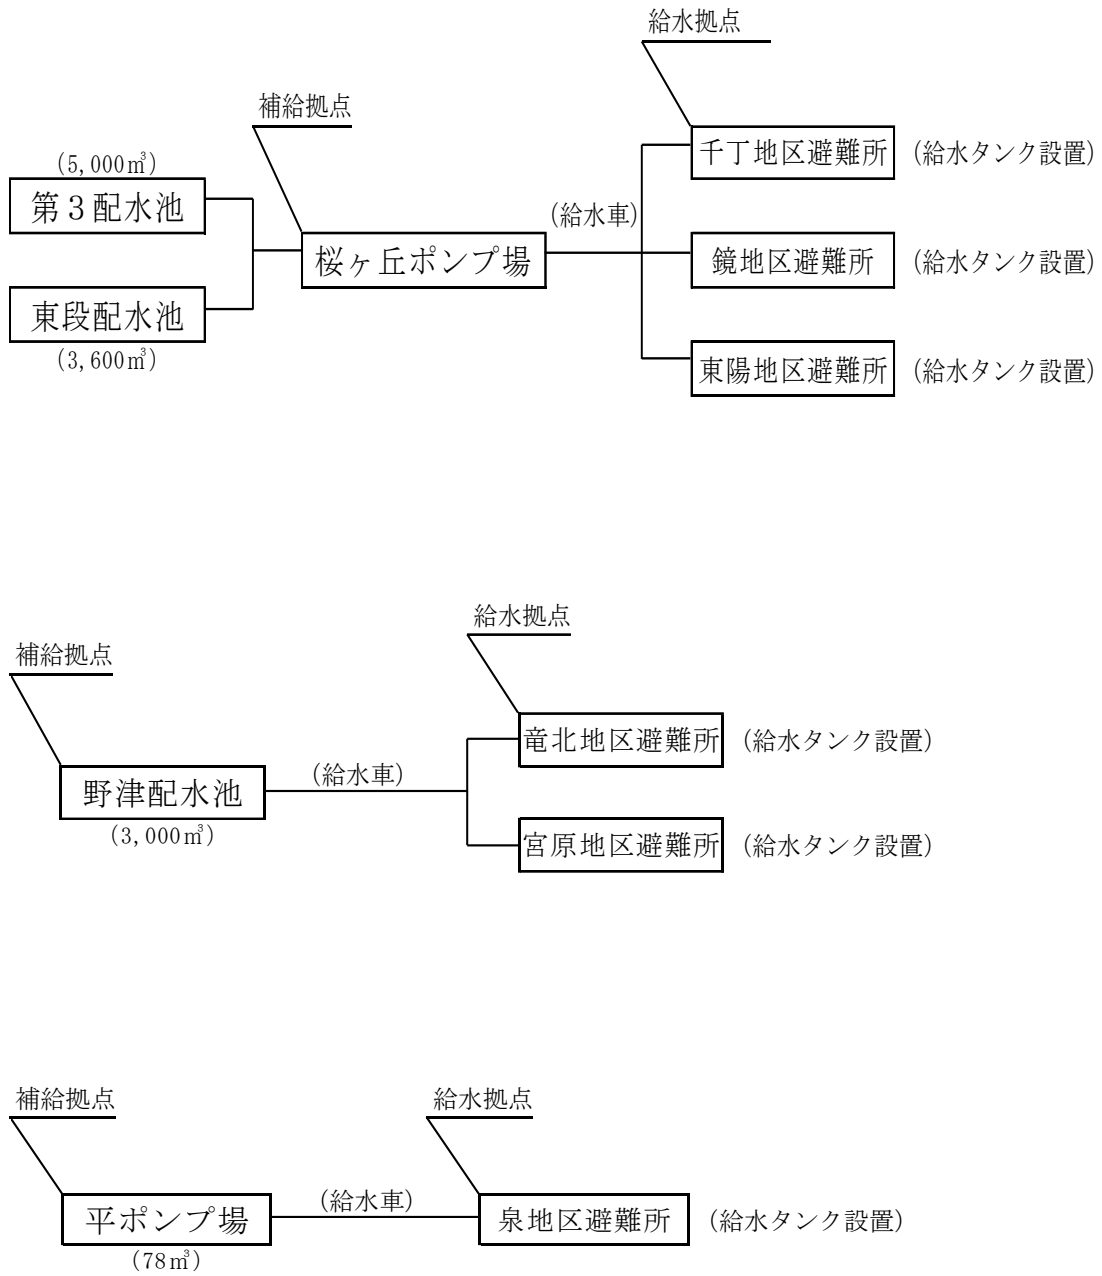 給水拠点
補給拠点
(5,000㎥)
第３配水池
(給水車)
千丁地区避難所 (給水タンク設置)
桜ヶ丘ポンプ場
鏡地区避難所 (給水タンク設置)
東段配水池
(3,600㎥)
東陽地区避難所 (給水タンク設置)
給水拠点
補給拠点
竜北地区避難所 (給水タンク設置)
(給水車)
野津配水池
(3,000㎥)
宮原地区避難所 (給水タンク設置)
補給拠点
給水拠点
(給水車)
平ポンプ場
泉地区避難所 (給水タンク設置)
(78㎥)